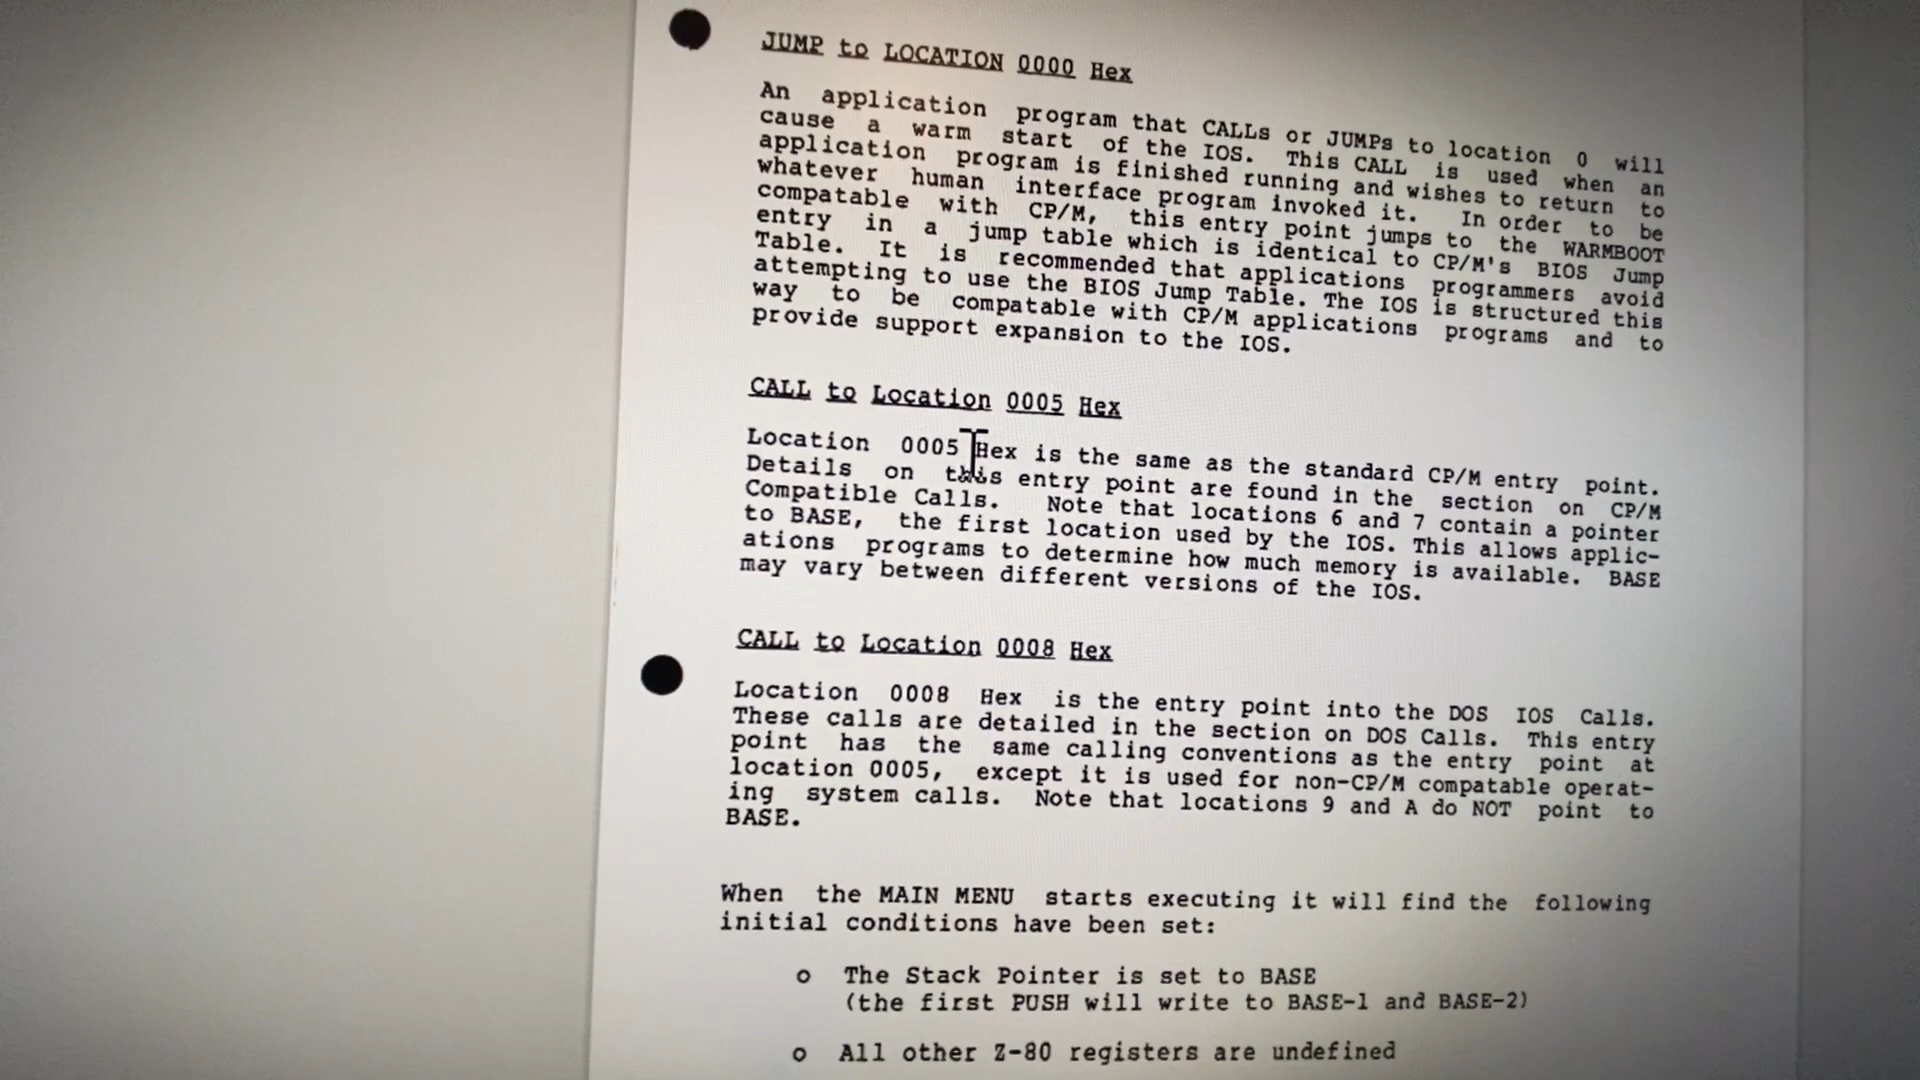 JUMP to LOCATION 0000 Hex
An application program that CALLs or JUMPs to location 0 will
cause a warm start of the IOS. This CALL is used when an
application program is finished running and wishes to return to
whatever human interface program invoked it. In order to be
compatable with CP/M, this entry point jumps to the WARMBOOT
entry in a jump table which is identical to CP/M's BIOS Jump
Table. It is recommended that applications programmers avoid
attempting to use the BIOS Jump Table. The IOS is structured this
way to be compatable with CP/M applications programs and to
provide support expansion to the IOS.
CALL to Location 0005 Hex
Location 0005 Hex is the same as the standard CP/M entry point.
Details on this entry point are found in the section on CP/M
Compatible Calls. Note that locations 6 and 7 contain a pointer
to BASE, the first location used by the IOS. This allows applic-
ations programs to determine how much memory is available. BASE
may vary between different versions of the IOS.
CALL to Location 0008 Hex
Location 0008 Hex is the entry point into the DOS IOS Calls.
These calls are detailed in the section on DOS Calls. This entry
point has the same calling conventions as the entry point at
location 0005, except it is used for non-CP/M compatable operat-
ing system calls. Note that locations 9 and A do NOT point to
BASE.
When the MAIN MENU starts executing it will find the following
initial conditions have been set:
o The Stack Pointer is set to BASE
(the first PUSH will write to BASE-1 and BASE-2)
o All other Z-80 registers are undefined